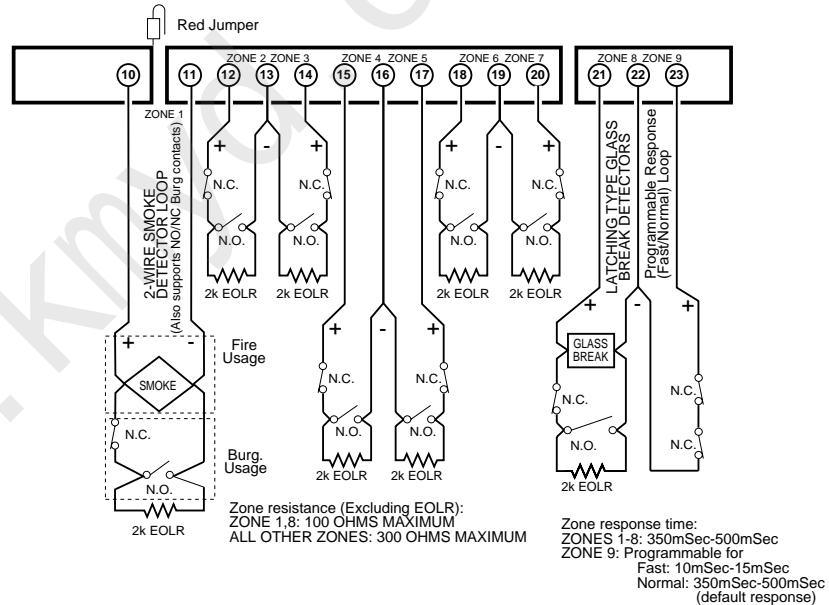 Red Jumper
ZONE 2 ZONE 3
ZONE 4 ZONE 5
ZONE 6 ZONE 7
ZONE 8 ZONE 9
10
11
12
13
14
15
16
17
18
19
20
21
22
23
ZONE 1
2-WIRE SMOKE
DETECTOR LOOP
(Also supports NO/NC Burg contacts)
+
-
Fire
Usage
SMOKE
N.C.
Burg.
Usage
N.O.
2k EOLR
+
-
+
N.C.
N.C.
N.O.
N.O.
2k EOLR
2k EOLR
+
-
+
N.C.
N.C.
N.O.
N.O.
2k EOLR
2k EOLR
+
-
+
N.C.
N.C.
N.O.
N.O.
2k EOLR
2k EOLR
LATCHING TYPE GLASS
BREAK DETECTORS
Programmable Response
(Fast/Normal) Loop
+
-
+
GLASS
BREAK
N.C.
N.O.
2k EOLR
N.C.
N.C.
Zone resistance (Excluding EOLR):
ZONE 1,8: 100 OHMS MAXIMUM
ALL OTHER ZONES: 300 OHMS MAXIMUM
Zone response time:
ZONES 1-8: 350mSec-500mSec
ZONE 9: Programmable for
Fast: 10mSec-15mSec
Normal: 350mSec-500mSec
(default response)